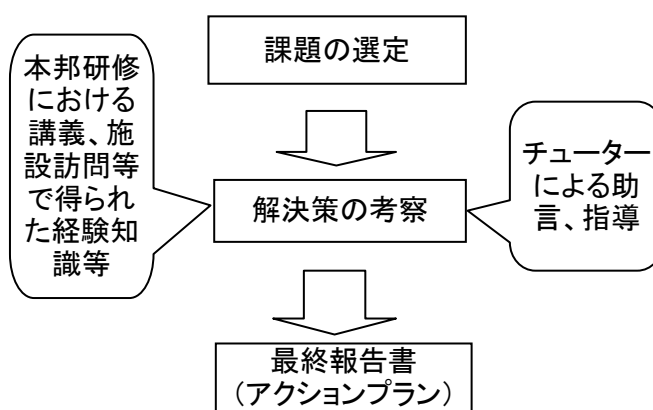 課題の選定
本邦研修
における
講義、施
設訪問等
で得られ
た経験知
識等
解決策の考察
チューター
による助
言、指導
最終報告書
（アクションプラン）